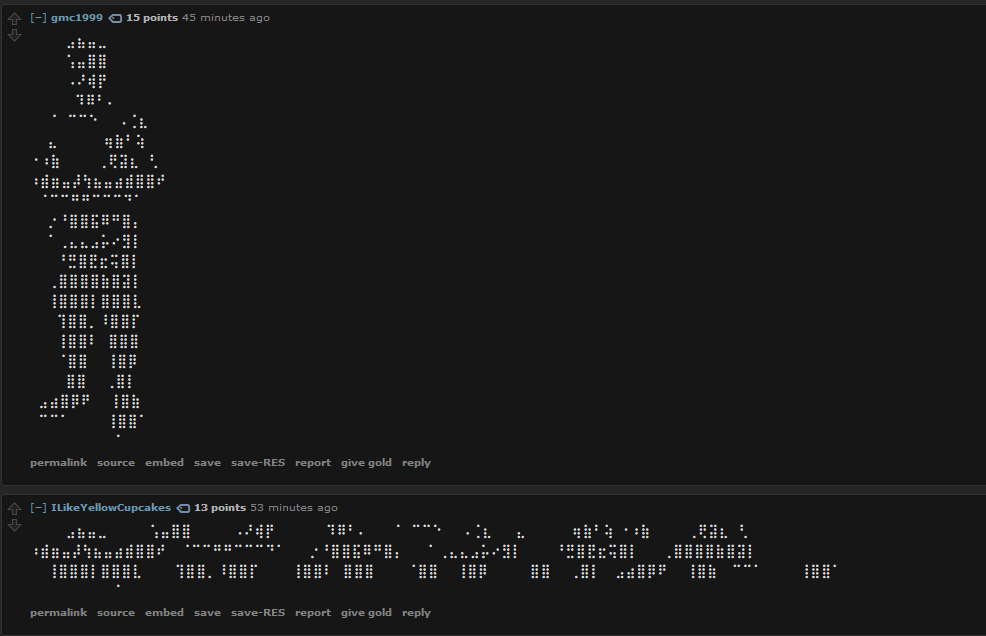 [−] gmc1999 15 points 45 minutes ago
permalink source embed save save-RES report give gold reply
[−] ILikeYellowCupcakes 13 points 53 minutes ago
permalink source embed save save-RES report give gold reply